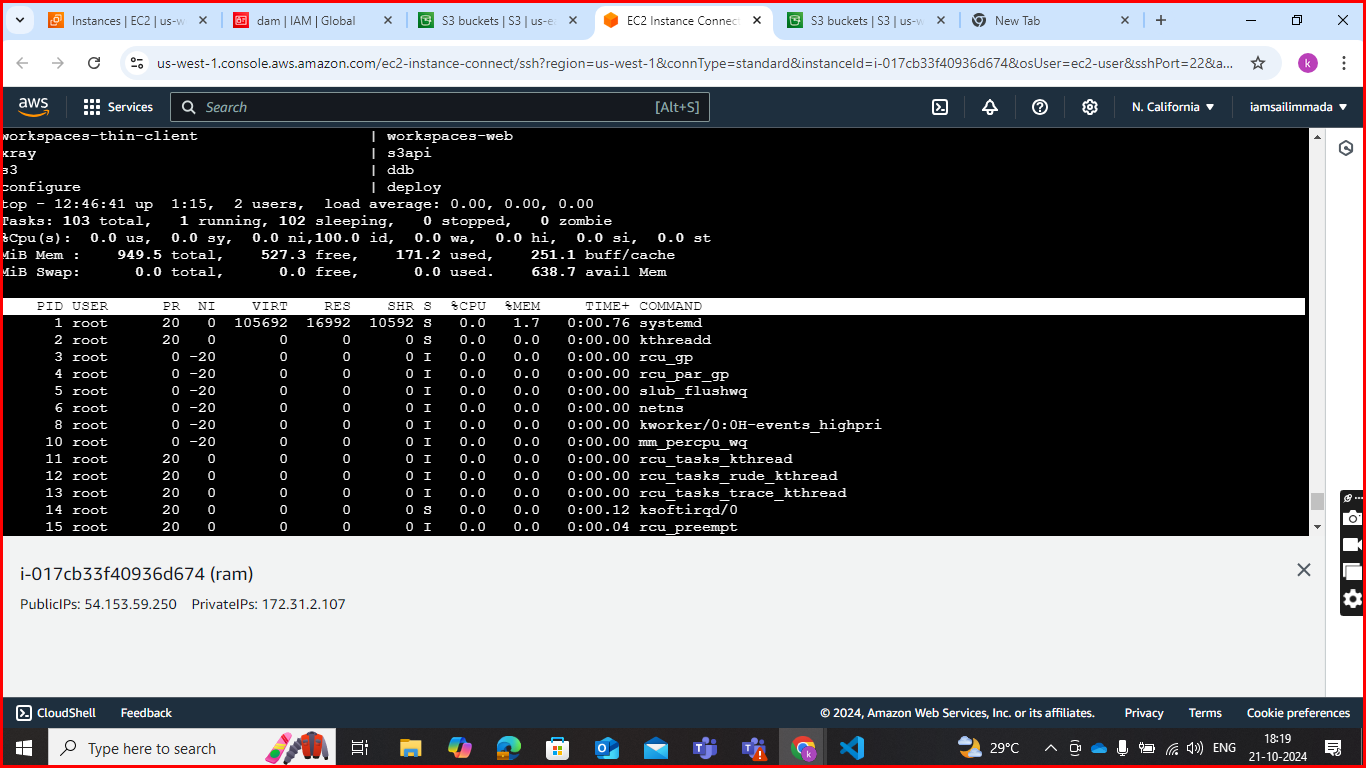 Instances | EC2 | us-w
dam | IAM | Global
S3 buckets | S3 | us-e
EC2 Instance Connect
S3 buckets | S3 | us-w
New Tab
us-west-1.console.aws.amazon.com/ec2-instance-connect/ssh?region=us-west-1&connType=standard&instanceId=i-017cb33f40936d674&osUser=ec2-user&sshPort=22&a...
k
aws
Services
Search
[Alt+S]
N. California
iamsailimmada
workspaces-thin-client | workspaces-web
xray | s3api
s3 | ddb
configure | deploy
top - 12:46:41 up 1:15, 2 users, load average: 0.00, 0.00, 0.00
Tasks: 103 total, 1 running, 102 sleeping, 0 stopped, 0 zombie
%Cpu(s): 0.0 us, 0.0 sy, 0.0 ni,100.0 id, 0.0 wa, 0.0 hi, 0.0 si, 0.0 st
MiB Mem : 949.5 total, 527.3 free, 171.2 used, 251.1 buff/cache
MiB Swap: 0.0 total, 0.0 free, 0.0 used. 638.7 avail Mem
PID USER PR NI VIRT RES SHR S %CPU %MEM TIME+ COMMAND
1 root 20 0 105692 16992 10592 S 0.0 1.7 0:00.76 systemd
2 root 20 0 0 0 0 S 0.0 0.0 0:00.00 kthreadd
3 root 0 -20 0 0 0 I 0.0 0.0 0:00.00 rcu_gp
4 root 0 -20 0 0 0 I 0.0 0.0 0:00.00 rcu_par_gp
5 root 0 -20 0 0 0 I 0.0 0.0 0:00.00 slub_flushwq
6 root 0 -20 0 0 0 I 0.0 0.0 0:00.00 netns
8 root 0 -20 0 0 0 I 0.0 0.0 0:00.00 kworker/0:0H-events_highpri
10 root 0 -20 0 0 0 I 0.0 0.0 0:00.00 mm_percpu_wq
11 root 20 0 0 0 0 I 0.0 0.0 0:00.00 rcu_tasks_kthread
12 root 20 0 0 0 0 I 0.0 0.0 0:00.00 rcu_tasks_rude_kthread
13 root 20 0 0 0 0 I 0.0 0.0 0:00.00 rcu_tasks_trace_kthread
14 root 20 0 0 0 0 S 0.0 0.0 0:00.12 ksoftirqd/0
15 root 20 0 0 0 0 I 0.0 0.0 0:00.04 rcu_preempt
i-017cb33f40936d674 (ram)
PublicIPs: 54.153.59.250 PrivateIPs: 172.31.2.107
CloudShell
Feedback
© 2024, Amazon Web Services, Inc. or its affiliates.
Privacy
Terms
Cookie preferences
Type here to search
29°C
ENG
18:19
21-10-2024